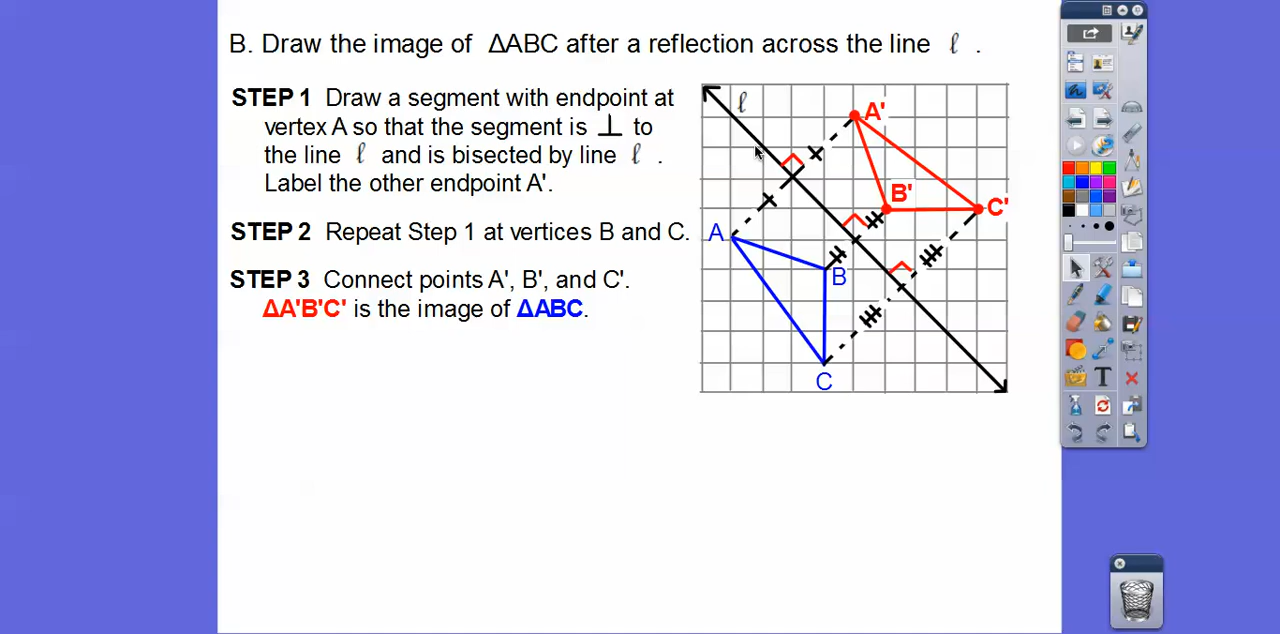 B. Draw the image of ΔABC after a reflection across the line ℓ .
STEP 1 Draw a segment with endpoint at
vertex A so that the segment is ⊥ to
the line ℓ and is bisected by line ℓ .
Label the other endpoint A'.
STEP 2 Repeat Step 1 at vertices B and C.
STEP 3 Connect points A', B', and C'.
ΔA'B'C' is the image of ΔABC.
ℓ
A'
B'
C'
A
B
C
T